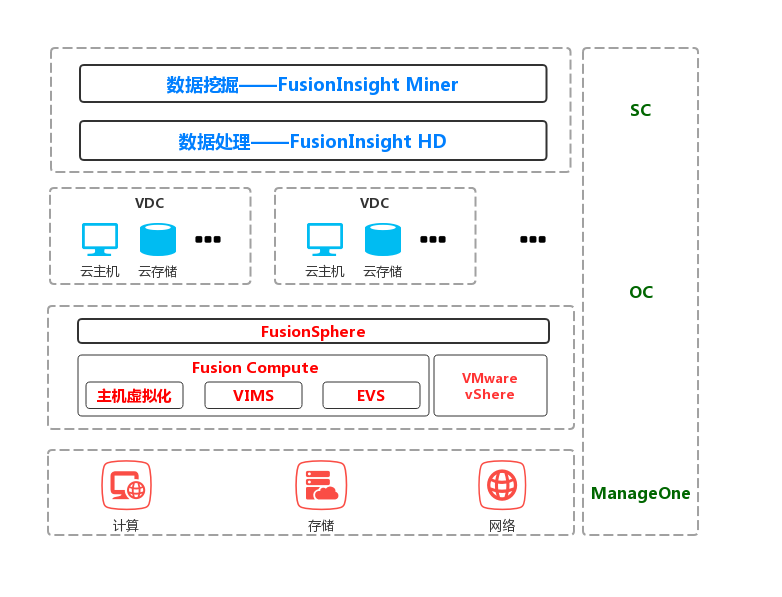 数据挖掘——FusionInsight Miner
数据处理——FusionInsight HD
VDC
云主机
云存储
VDC
云主机
云存储
FusionSphere
Fusion Compute
主机虚拟化
VIMS
EVS
VMware
vShere
计算
存储
网络
SC
OC
ManageOne